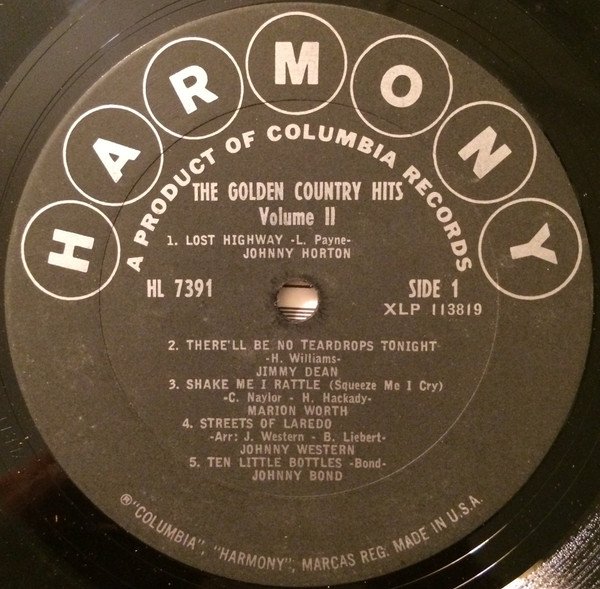 HARMONY
A PRODUCT OF COLUMBIA RECORDS
THE GOLDEN COUNTRY HITS
Volume II
1. LOST HIGHWAY -L. Payne-
JOHNNY HORTON
HL 7391
SIDE 1
XLP 113819
2. THERE'LL BE NO TEARDROPS TONIGHT
-H. Williams-
JIMMY DEAN
3. SHAKE ME I RATTLE (Squeeze Me I Cry)
-C. Naylor - H. Hackady-
MARION WORTH
4. STREETS OF LAREDO
-Arr: J. Western - B. Liebert-
JOHNNY WESTERN
5. TEN LITTLE BOTTLES -Bond-
JOHNNY BOND
®"COLUMBIA", "HARMONY", MARCAS REG. MADE IN U.S.A.